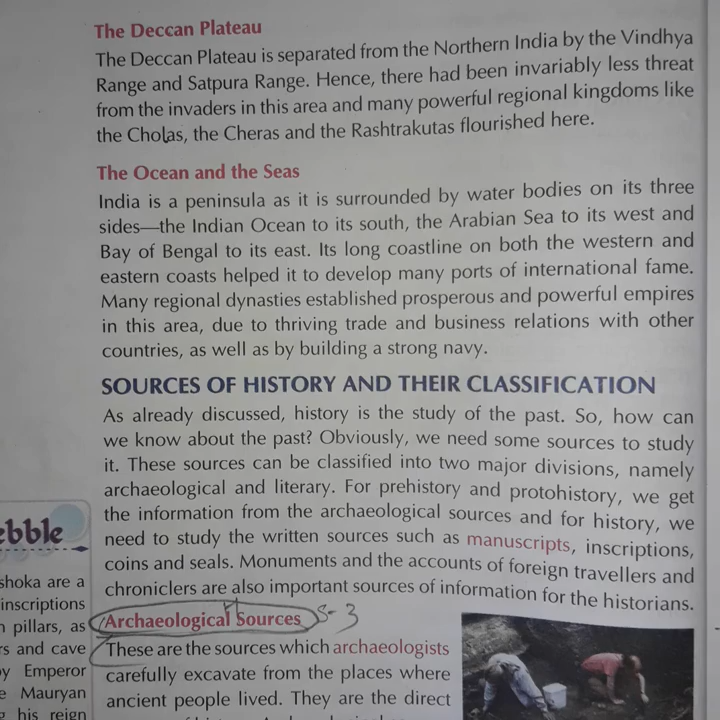 The Deccan Plateau
The Deccan Plateau is separated from the Northern India by the Vindhya
Range and Satpura Range. Hence, there had been invariably less threat
from the invaders in this area and many powerful regional kingdoms like
the Cholas, the Cheras and the Rashtrakutas flourished here.
The Ocean and the Seas
India is a peninsula as it is surrounded by water bodies on its three
sides—the Indian Ocean to its south, the Arabian Sea to its west and
Bay of Bengal to its east. Its long coastline on both the western and
eastern coasts helped it to develop many ports of international fame.
Many regional dynasties established prosperous and powerful empires
in this area, due to thriving trade and business relations with other
countries, as well as by building a strong navy.
SOURCES OF HISTORY AND THEIR CLASSIFICATION
As already discussed, history is the study of the past. So, how can
we know about the past? Obviously, we need some sources to study
it. These sources can be classified into two major divisions, namely
archaeological and literary. For prehistory and protohistory, we get
the information from the archaeological sources and for history, we
need to study the written sources such as manuscripts, inscriptions,
coins and seals. Monuments and the accounts of foreign travellers and
chroniclers are also important sources of information for the historians.
Archaeological Sources S-3
These are the sources which archaeologists
carefully excavate from the places where
ancient people lived. They are the direct
ebble
shoka are a
inscriptions
n pillars, as
rs and cave
by Emperor
e Mauryan
g his reign